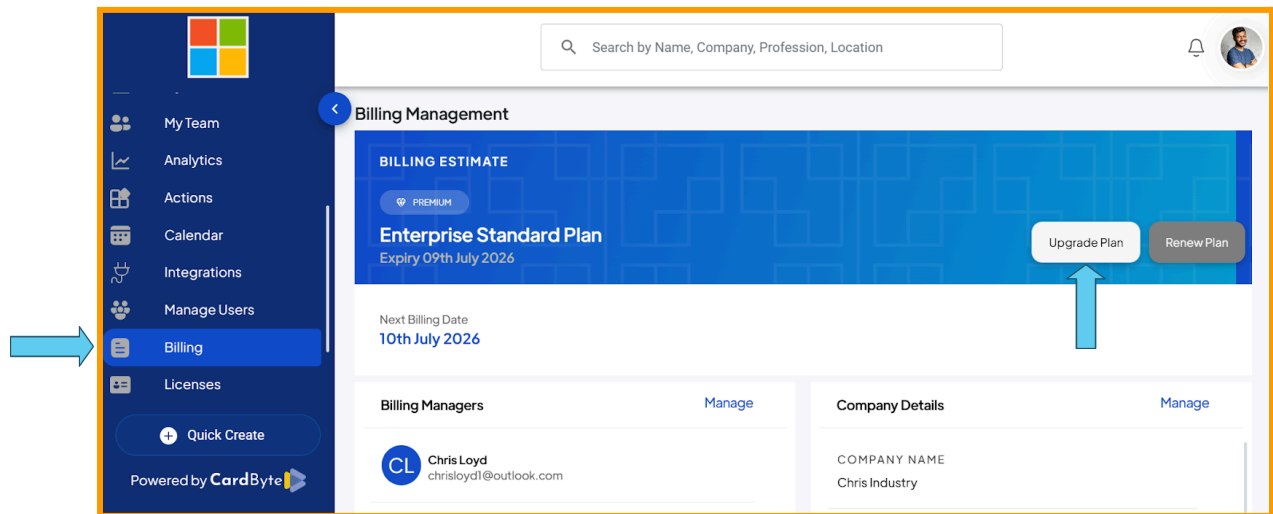 Search by Name, Company, Profession, Location
My Team
Analytics
Actions
Calendar
Integrations
Manage Users
Billing
Licenses
Quick Create
Powered by CardByte
Billing Management
BILLING ESTIMATE
PREMIUM
Enterprise Standard Plan
Expiry 09th July 2026
Upgrade Plan
Renew Plan
Next Billing Date
10th July 2026
Billing Managers
Manage
CL
Chris Loyd
chrisloyd1@outlook.com
Company Details
Manage
COMPANY NAME
Chris Industry